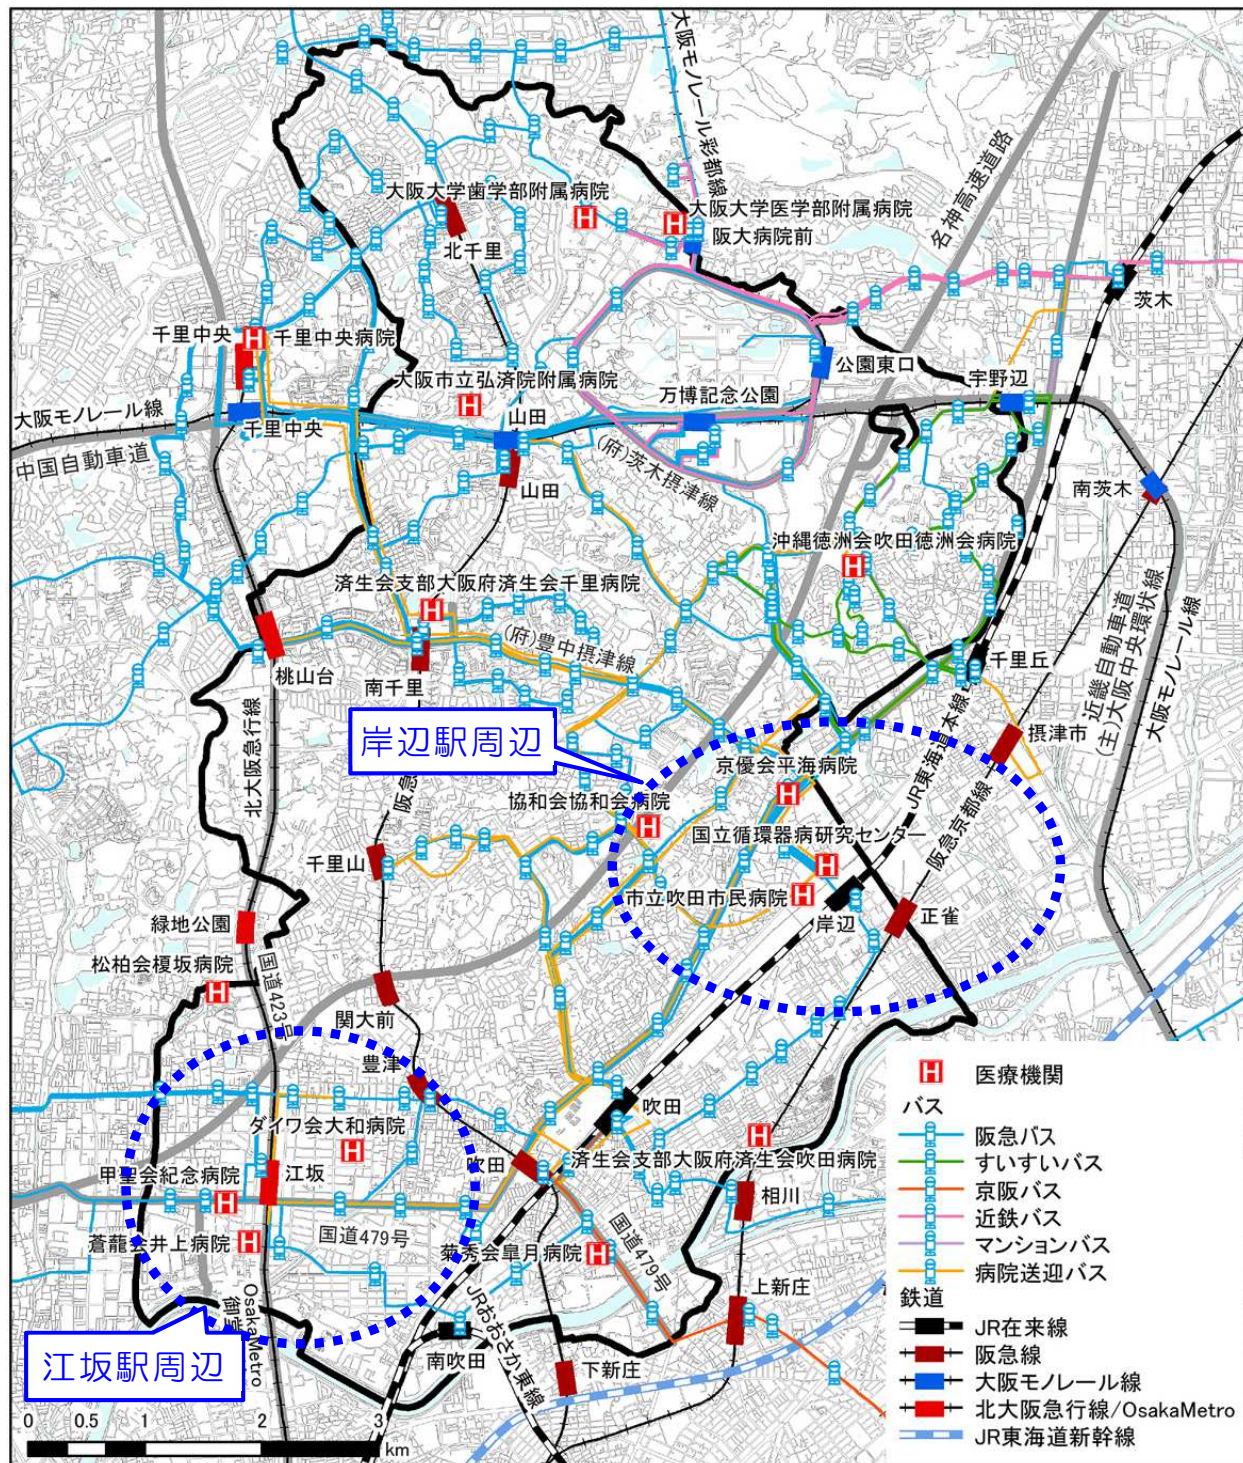 大阪モノレール彩都線
名神高速道路
大阪大学歯学部附属病院
大阪大学医学部附属病院
阪大病院前
北千里
茨木
千里中央
千里中央病院
公園東口
大阪市立弘済院附属病院
万博記念公園
宇野辺
大阪モノレール線
山田
千里中央
中国自動車道
(府)茨木摂津線
山田
南茨木
沖縄徳洲会吹田徳洲会病院
済生会支部大阪府済生会千里病院
(府)豊中摂津線
千里丘
桃山台
南千里
近畿自動車道
(主)大阪中央環状線
大阪モノレール線
岸辺駅周辺
摂津市
北大阪急行線
JR東海道本線
京優会平海病院
阪急
協和会協和会病院
阪急京都線
国立循環器病研究センター
千里山
市立吹田市民病院
岸辺
正雀
緑地公園
国道423号
松柏会榎坂病院
関大前
豊津
吹田
ダイワ会大和病院
甲聖会紀念病院
江坂
吹田
済生会支部大阪府済生会吹田病院
相川
国道479号
蒼龍会井上病院
菊秀会皐月病院
国道479号
上新庄
OsakaMetro
御堂
JRおおさか東線
江坂駅周辺
南吹田
下新庄
医療機関
バス
阪急バス
すいすいバス
京阪バス
近鉄バス
マンションバス
病院送迎バス
鉄道
JR在来線
阪急線
大阪モノレール線
北大阪急行線/OsakaMetro
JR東海道新幹線
0 0.5 1 2 3
km